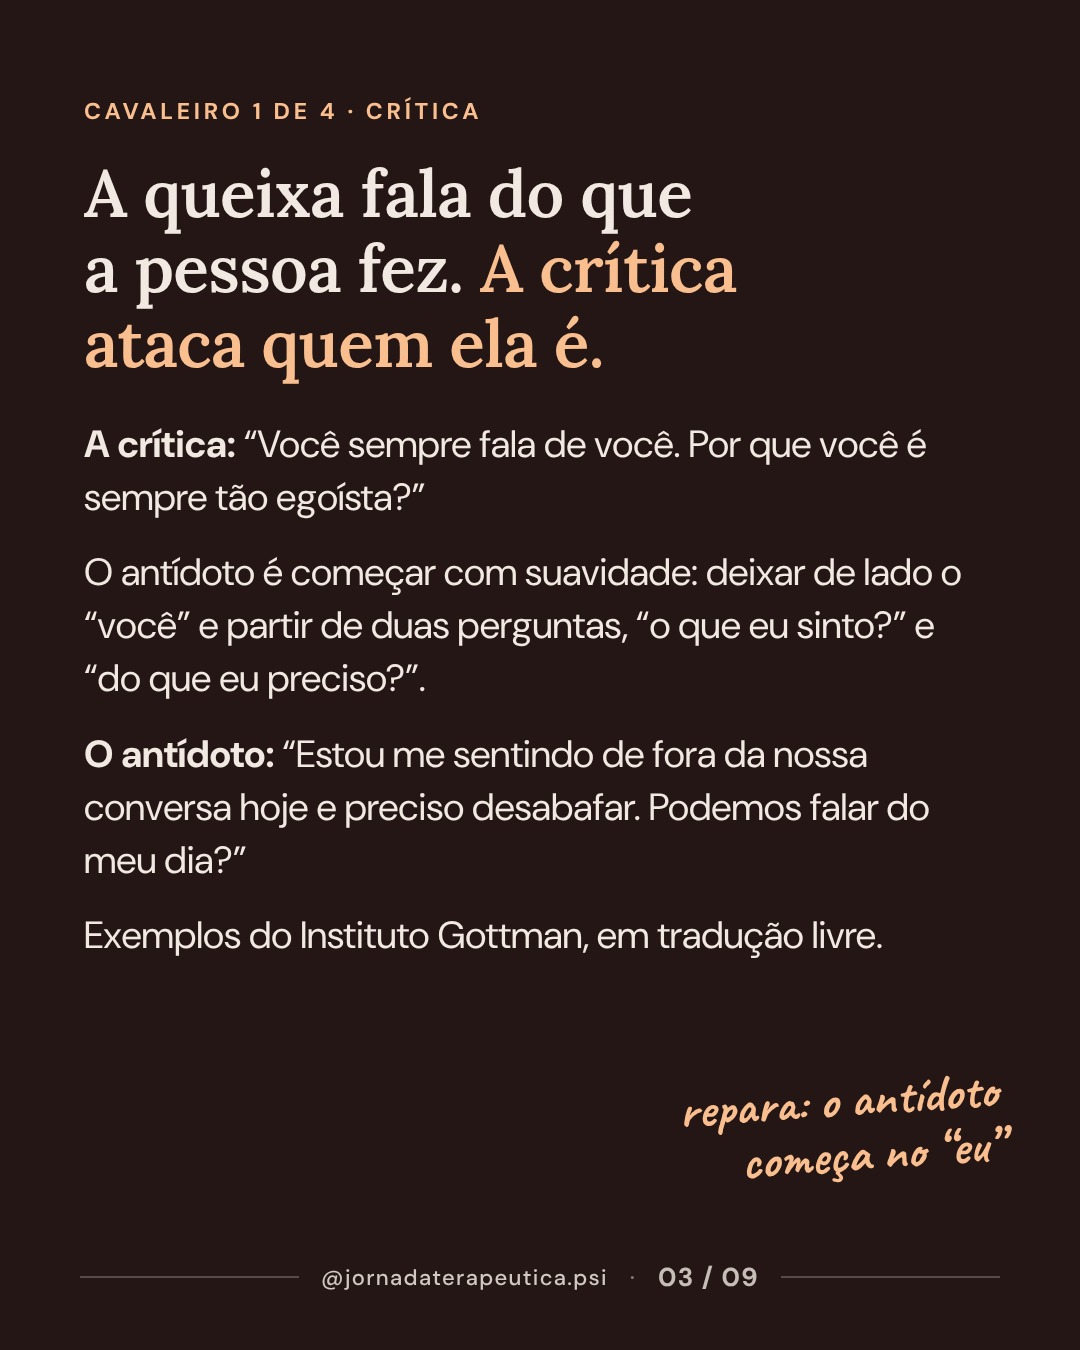 CAVALEIRO 1 DE 4 · CRÍTICA
A queixa fala do que
a pessoa fez. A crítica
ataca quem ela é.
A crítica: “Você sempre fala de você. Por que você é
sempre tão egoísta?”
O antídoto é começar com suavidade: deixar de lado o
“você” e partir de duas perguntas, “o que eu sinto?” e
“do que eu preciso?”.
O antídoto: “Estou me sentindo de fora da nossa
conversa hoje e preciso desabafar. Podemos falar do
meu dia?”
Exemplos do Instituto Gottman, em tradução livre.
repara: o antídoto
começa no “eu”
@jornadaterapeutica.psi · 03 / 09